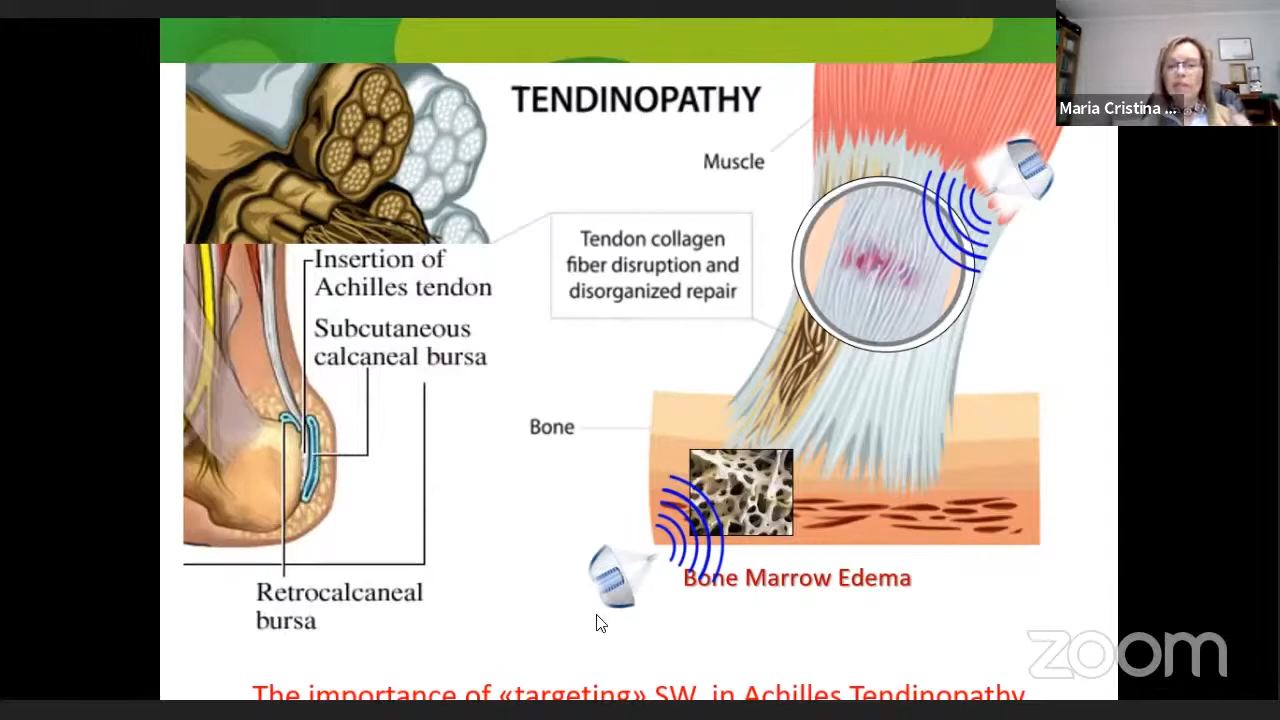 TENDINOPATHY
Maria Cristina ...
Muscle
Tendon collagen
fiber disruption and
disorganized repair
Insertion of
Achilles tendon
Subcutaneous
calcaneal bursa
Bone
Bone Marrow Edema
Retrocalcaneal
bursa
zoom
The importance of «targeting» SW in Achilles Tendinopathy